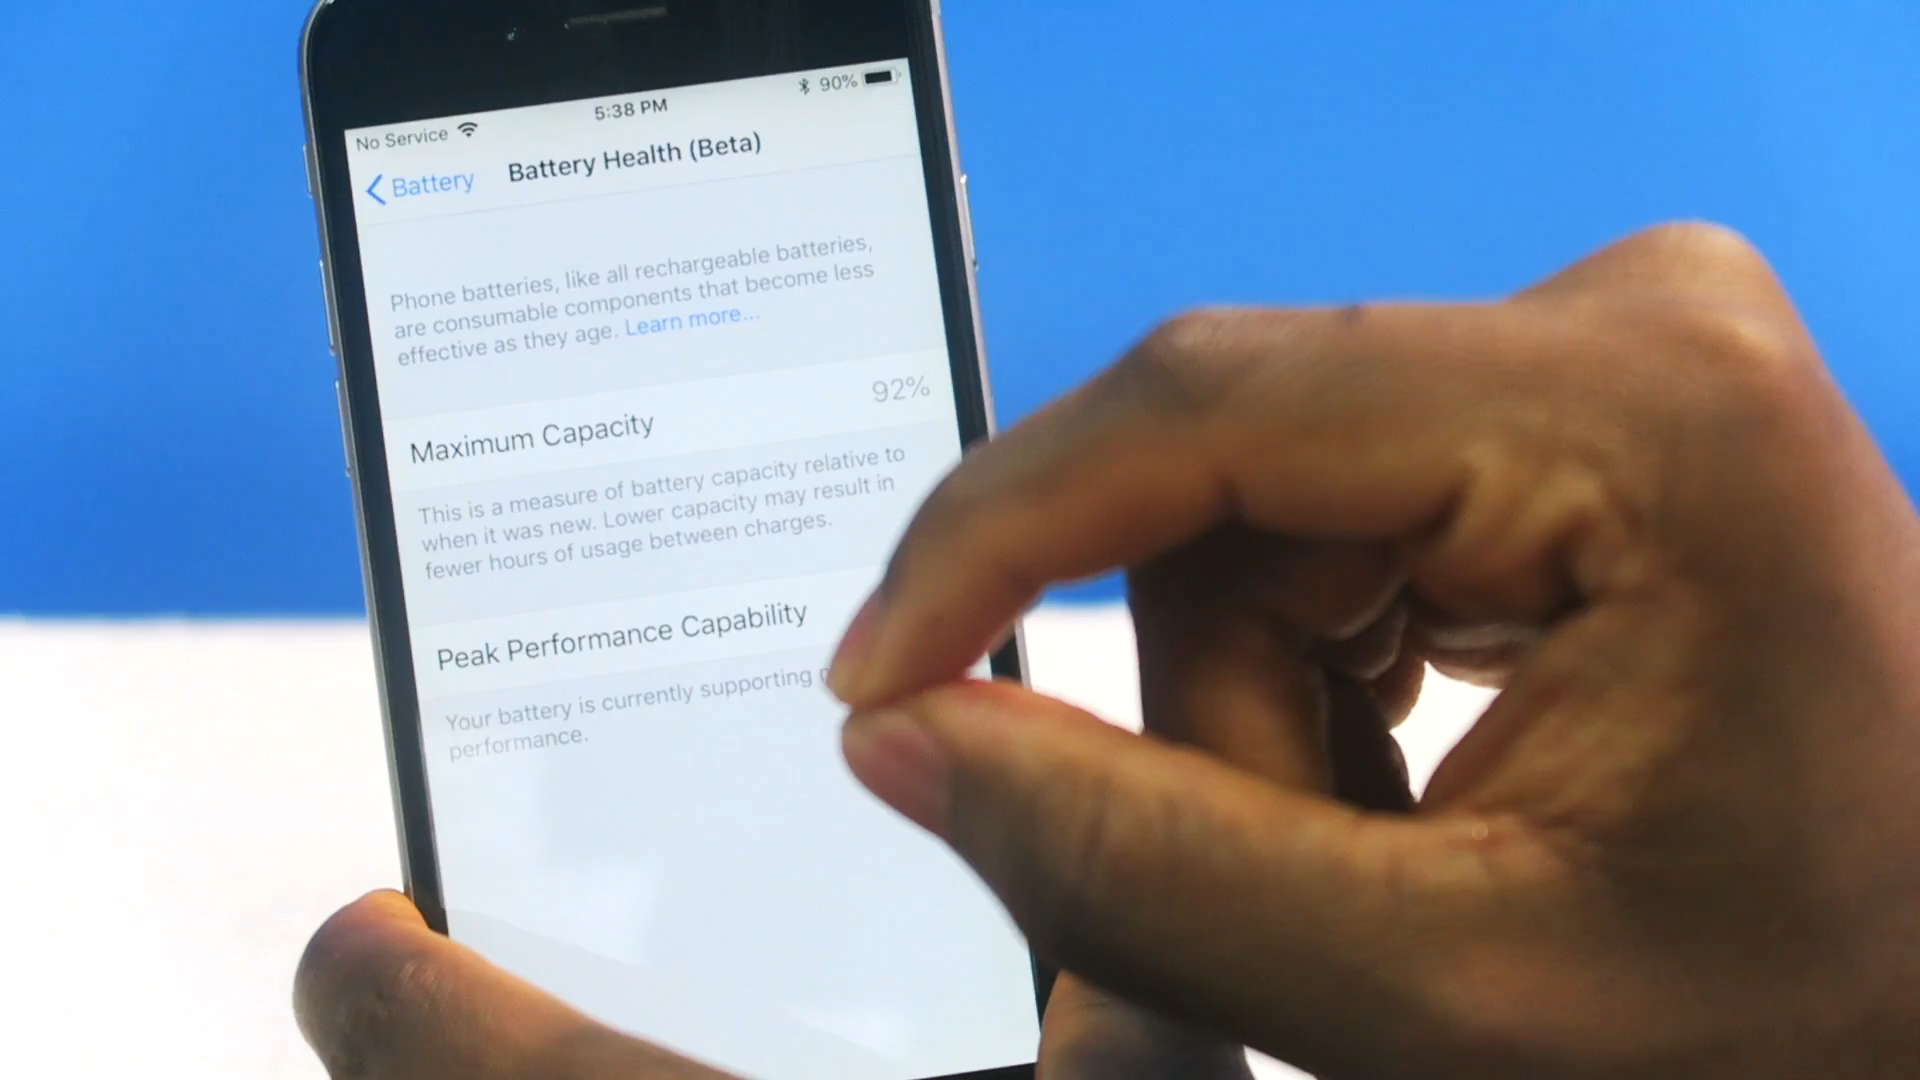 No Service 5:38 PM 90%
Battery Battery Health (Beta)
Phone batteries, like all rechargeable batteries,
are consumable components that become less
effective as they age. Learn more...
Maximum Capacity 92%
This is a measure of battery capacity relative to
when it was new. Lower capacity may result in
fewer hours of usage between charges.
Peak Performance Capability
Your battery is currently supporting
performance.